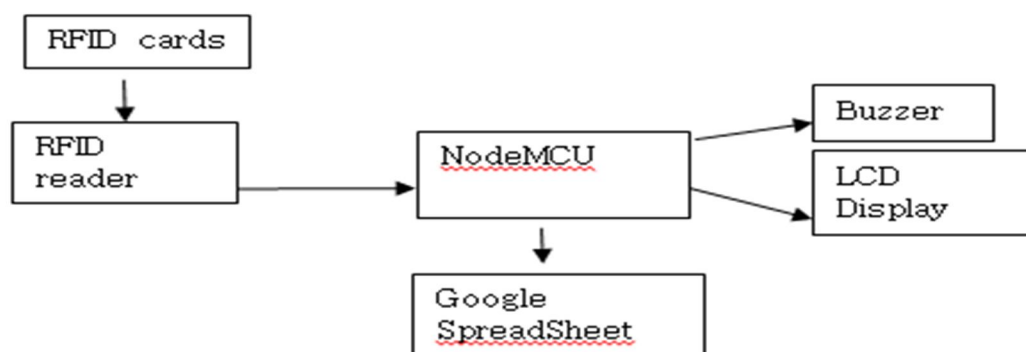 RFID cards
RFID
reader
NodeMCU
Buzzer
LCD
Display
Google
SpreadSheet